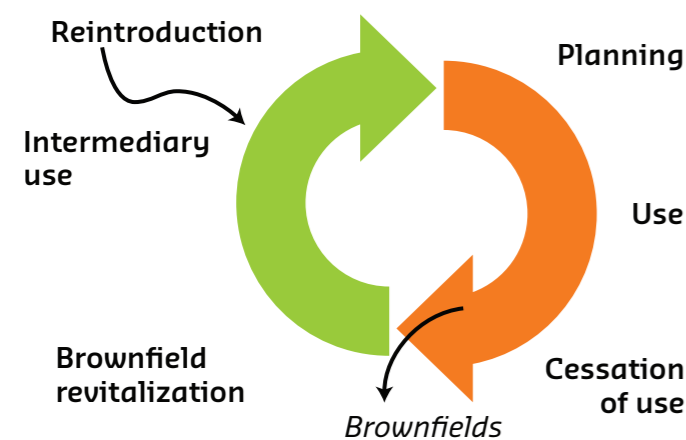 Reintroduction
Planning
Intermediary
use
Use
Brownfield
revitalization
Cessation
of use
Brownfields